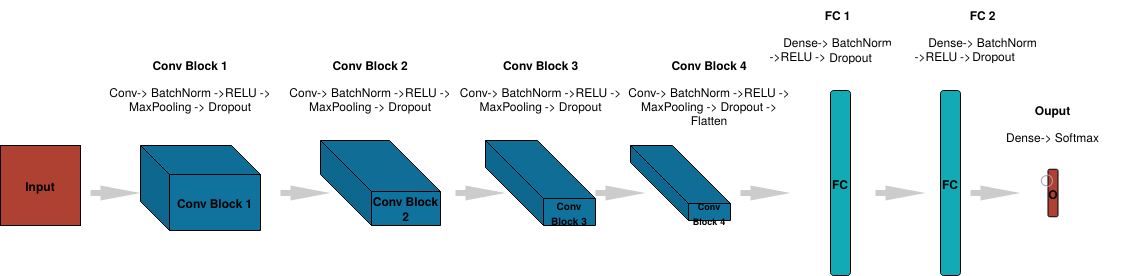 FC 1
FC 2
Dense-> BatchNorm
->RELU -> Dropout
Dense-> BatchNorm
->RELU -> Dropout
Conv Block 1
Conv Block 2
Conv Block 3
Conv Block 4
Conv-> BatchNorm ->RELU ->
MaxPooling -> Dropout
Conv-> BatchNorm ->RELU ->
MaxPooling -> Dropout
Conv-> BatchNorm ->RELU ->
MaxPooling -> Dropout
Conv-> BatchNorm ->RELU ->
MaxPooling -> Dropout ->
Flatten
Ouput
Dense-> Softmax
Input
Conv Block 1
Conv Block
2
Conv
Block 3
Conv
Block 4
FC
FC
O